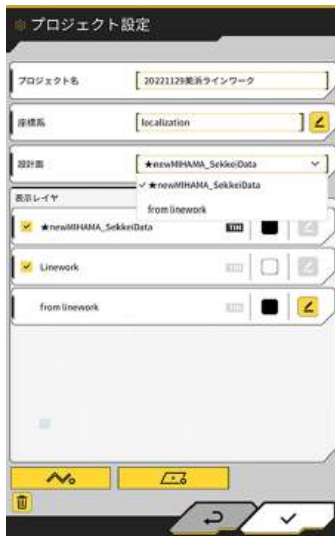 プロジェクト設定
プロジェクト名 20221129美浜ラインワーク
座標系 localization
設計面 ★newMIHAMA_SekkeiData
★newMIHAMA_SekkeiData
from linework
表示レイヤ
★newMIHAMA_SekkeiData TIN
Linework TIN
from linework TIN